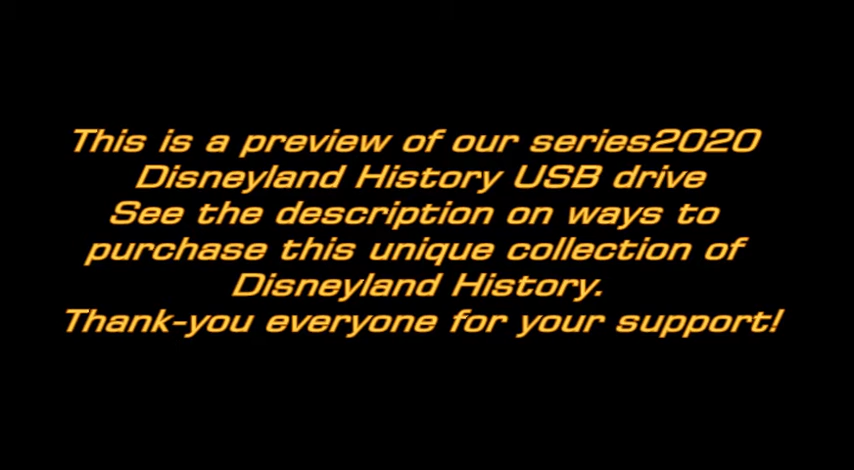 This is a preview of our series2020
Disneyland History USB drive
See the description on ways to
purchase this unique collection of
Disneyland History.
Thank-you everyone for your support!